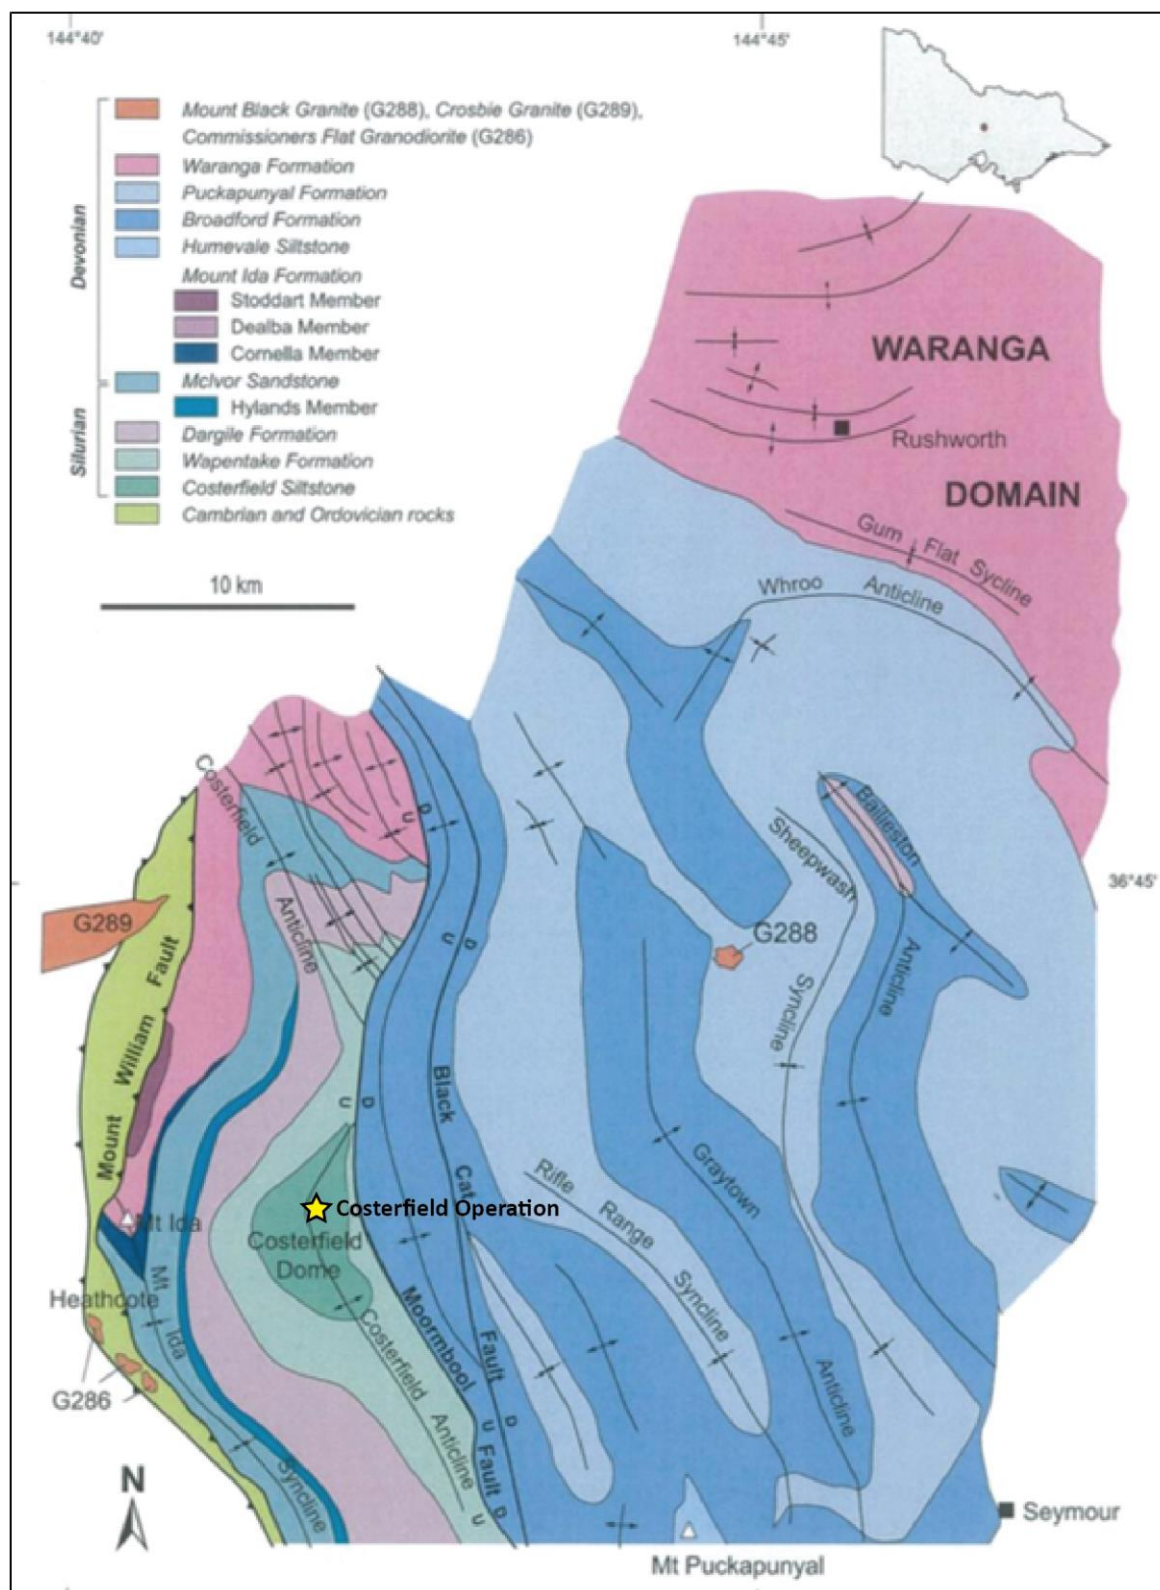 144°40'
144°45'
Mount Black Granite (G288), Crosbie Granite (G289),
Commissioners Flat Granodiorite (G286)
Waranga Formation
Puckapunyal Formation
Broadford Formation
Humevale Siltstone
Mount Ida Formation
Stoddart Member
Dealba Member
Cornella Member
McIvor Sandstone
Hylands Member
Dargile Formation
Wapentake Formation
Costerfield Siltstone
Cambrian and Ordovician rocks
Devonian
Silurian
10 km
WARANGA
Rushworth
DOMAIN
Gum Flat Sycline
Whroo Anticline
Costerfield
Anticline
U D
Bailieston
Anticline
Sheepwash
Syncline
36°45'
G289
G288
U D
Mount William Fault
Black
Cat
Fault
U D
Graytown
Anticline
Rifle
Range
Syncline
Costerfield Operation
Costerfield
Dome
Mt Ida
Heathcote
Mt
Ida
Syncline
G286
Costerfield
Anticline
Moormbool
Fault
U D
U D
N
Seymour
Mt Puckapunyal